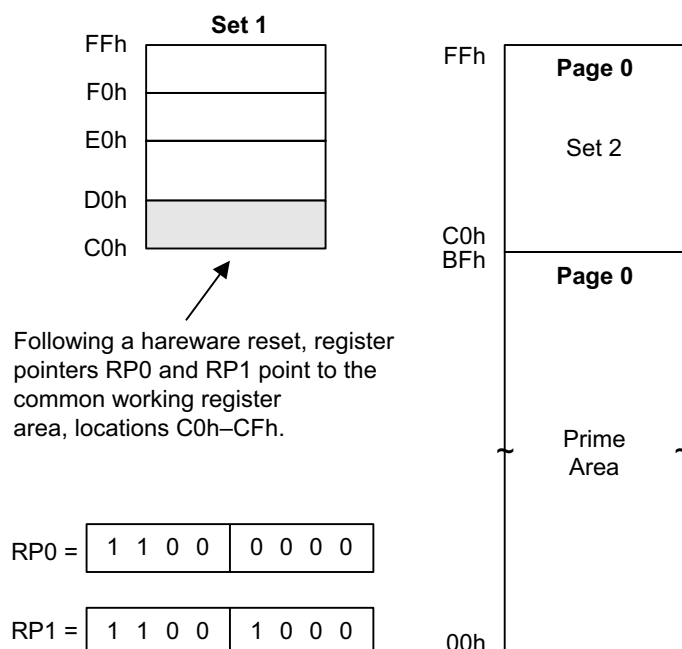 Set 1
FFh
F0h
E0h
D0h
C0h
Following a hareware reset, register
pointers RP0 and RP1 point to the
common working register
area, locations C0h–CFh.
RP0 = 1 1 0 0 0 0 0 0
RP1 = 1 1 0 0 1 0 0 0
FFh
Page 0
Set 2
C0h
BFh
Page 0
~ Prime ~
Area
00h